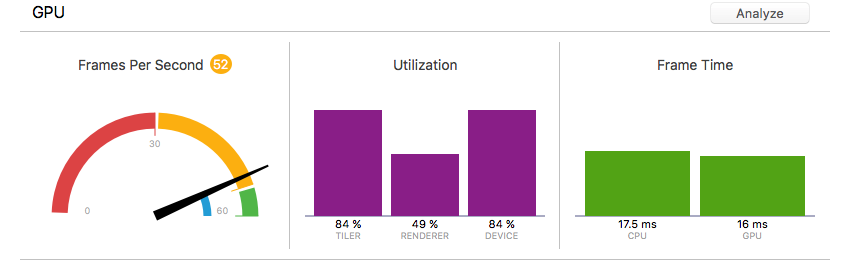 GPU
Analyze
Frames Per Second 52
0
30
60
Utilization
84 % 49 % 84 %
TILER RENDERER DEVICE
Frame Time
17.5 ms 16 ms
CPU GPU